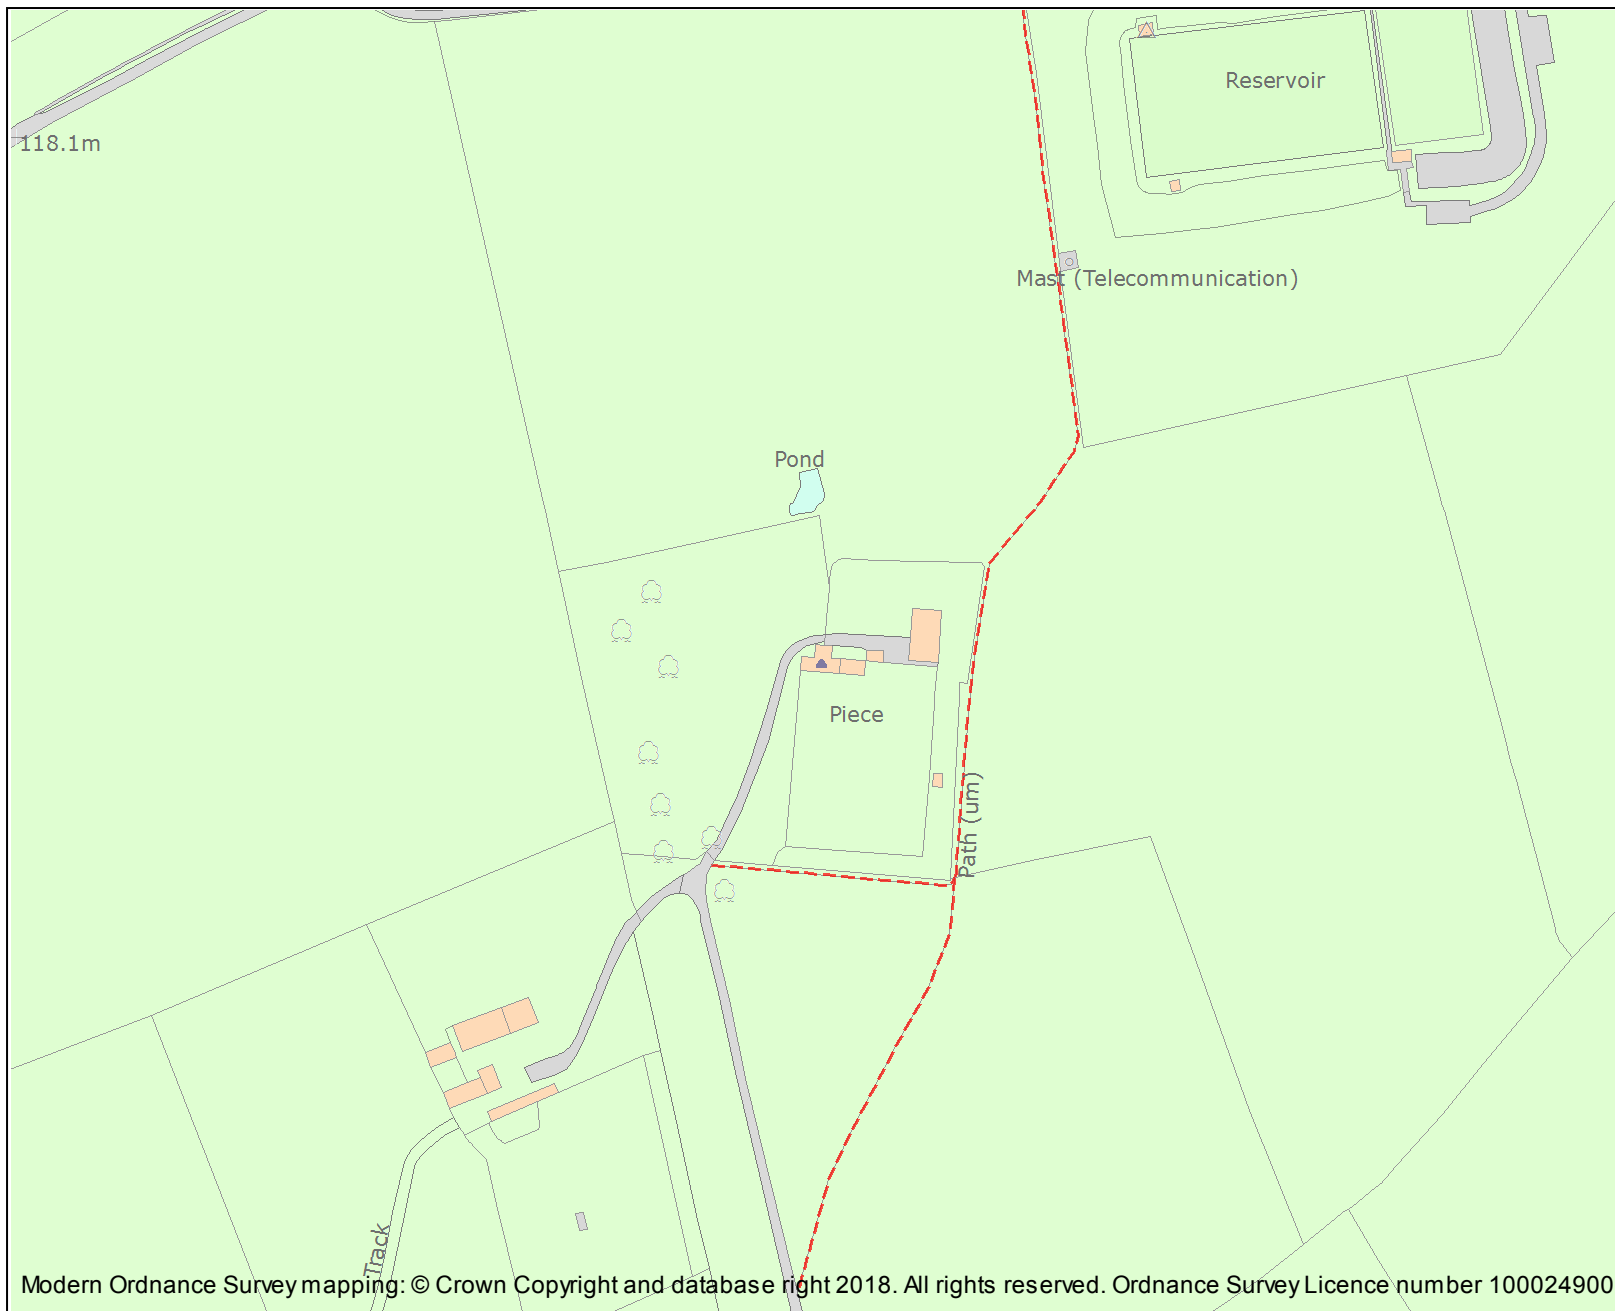 Reservoir
118.1m
Mast (Telecommunication)
Pond
Piece
Path (um)
Track
Modern Ordnance Survey mapping: © Crown Copyright and database right 2018. All rights reserved. Ordnance Survey Licence number 100024900